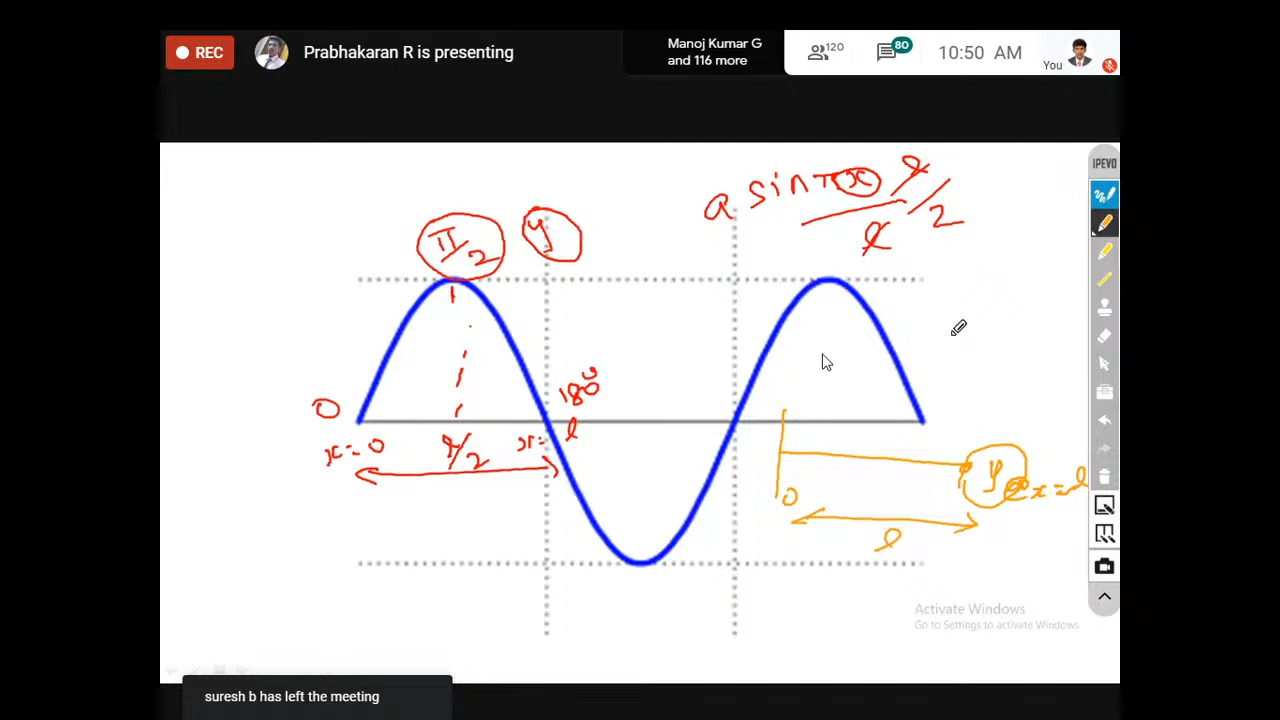 REC
Prabhakaran R is presenting
Manoj Kumar G
and 116 more
120
80
10:50 AM
You
IPEVO
a sin πx l/2
l
π/2
y
0
180°
x=0
l/2
x=l
0
y
x=l
l
Activate Windows
Go to Settings to activate Windows.
suresh b has left the meeting